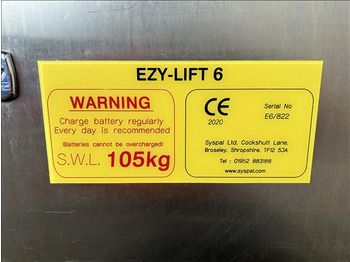 EZY-LIFT 6
WARNING
Charge battery regularly
Every day is recommended
(Batteries cannot be overcharged)
S.W.L. 105kg
CE
2020
Serial No
E6/822
Syspal Ltd, Cockshutt Lane,
Broseley, Shropshire, TF12 5JA
Tel : 01952 883188
www.syspal.com